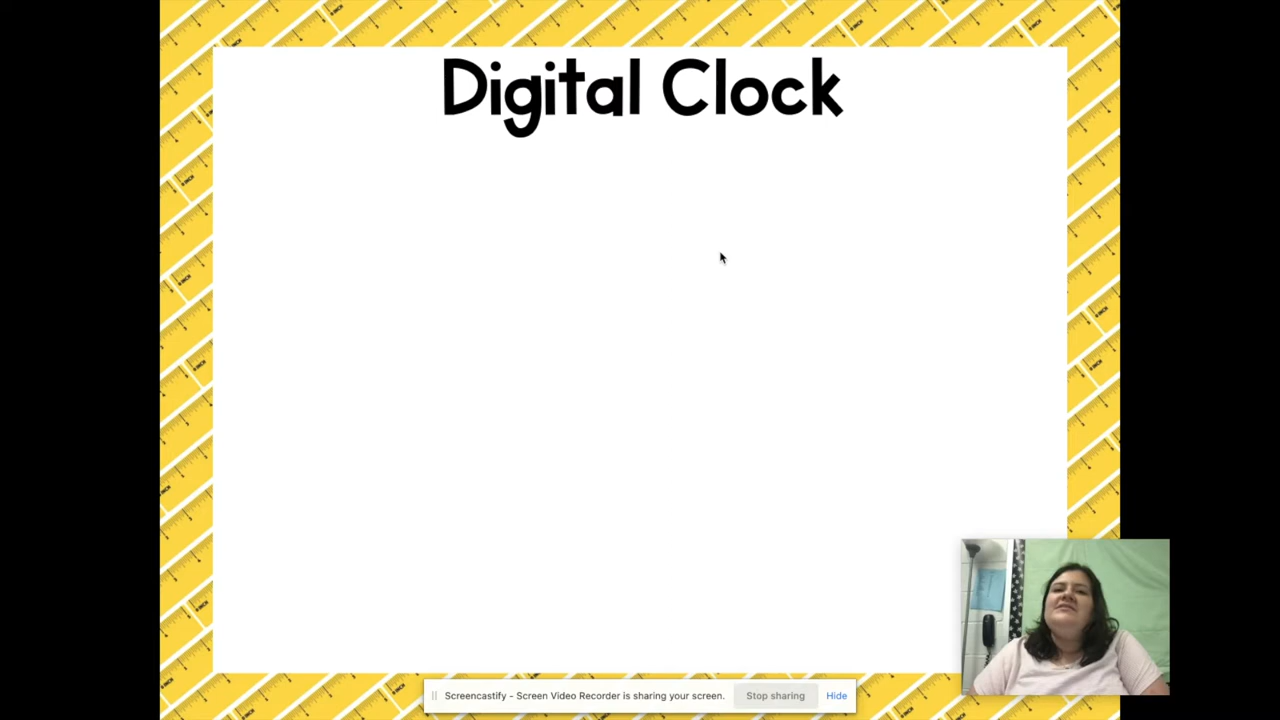 Digital Clock
Screencastify - Screen Video Recorder is sharing your screen.
Stop sharing
Hide